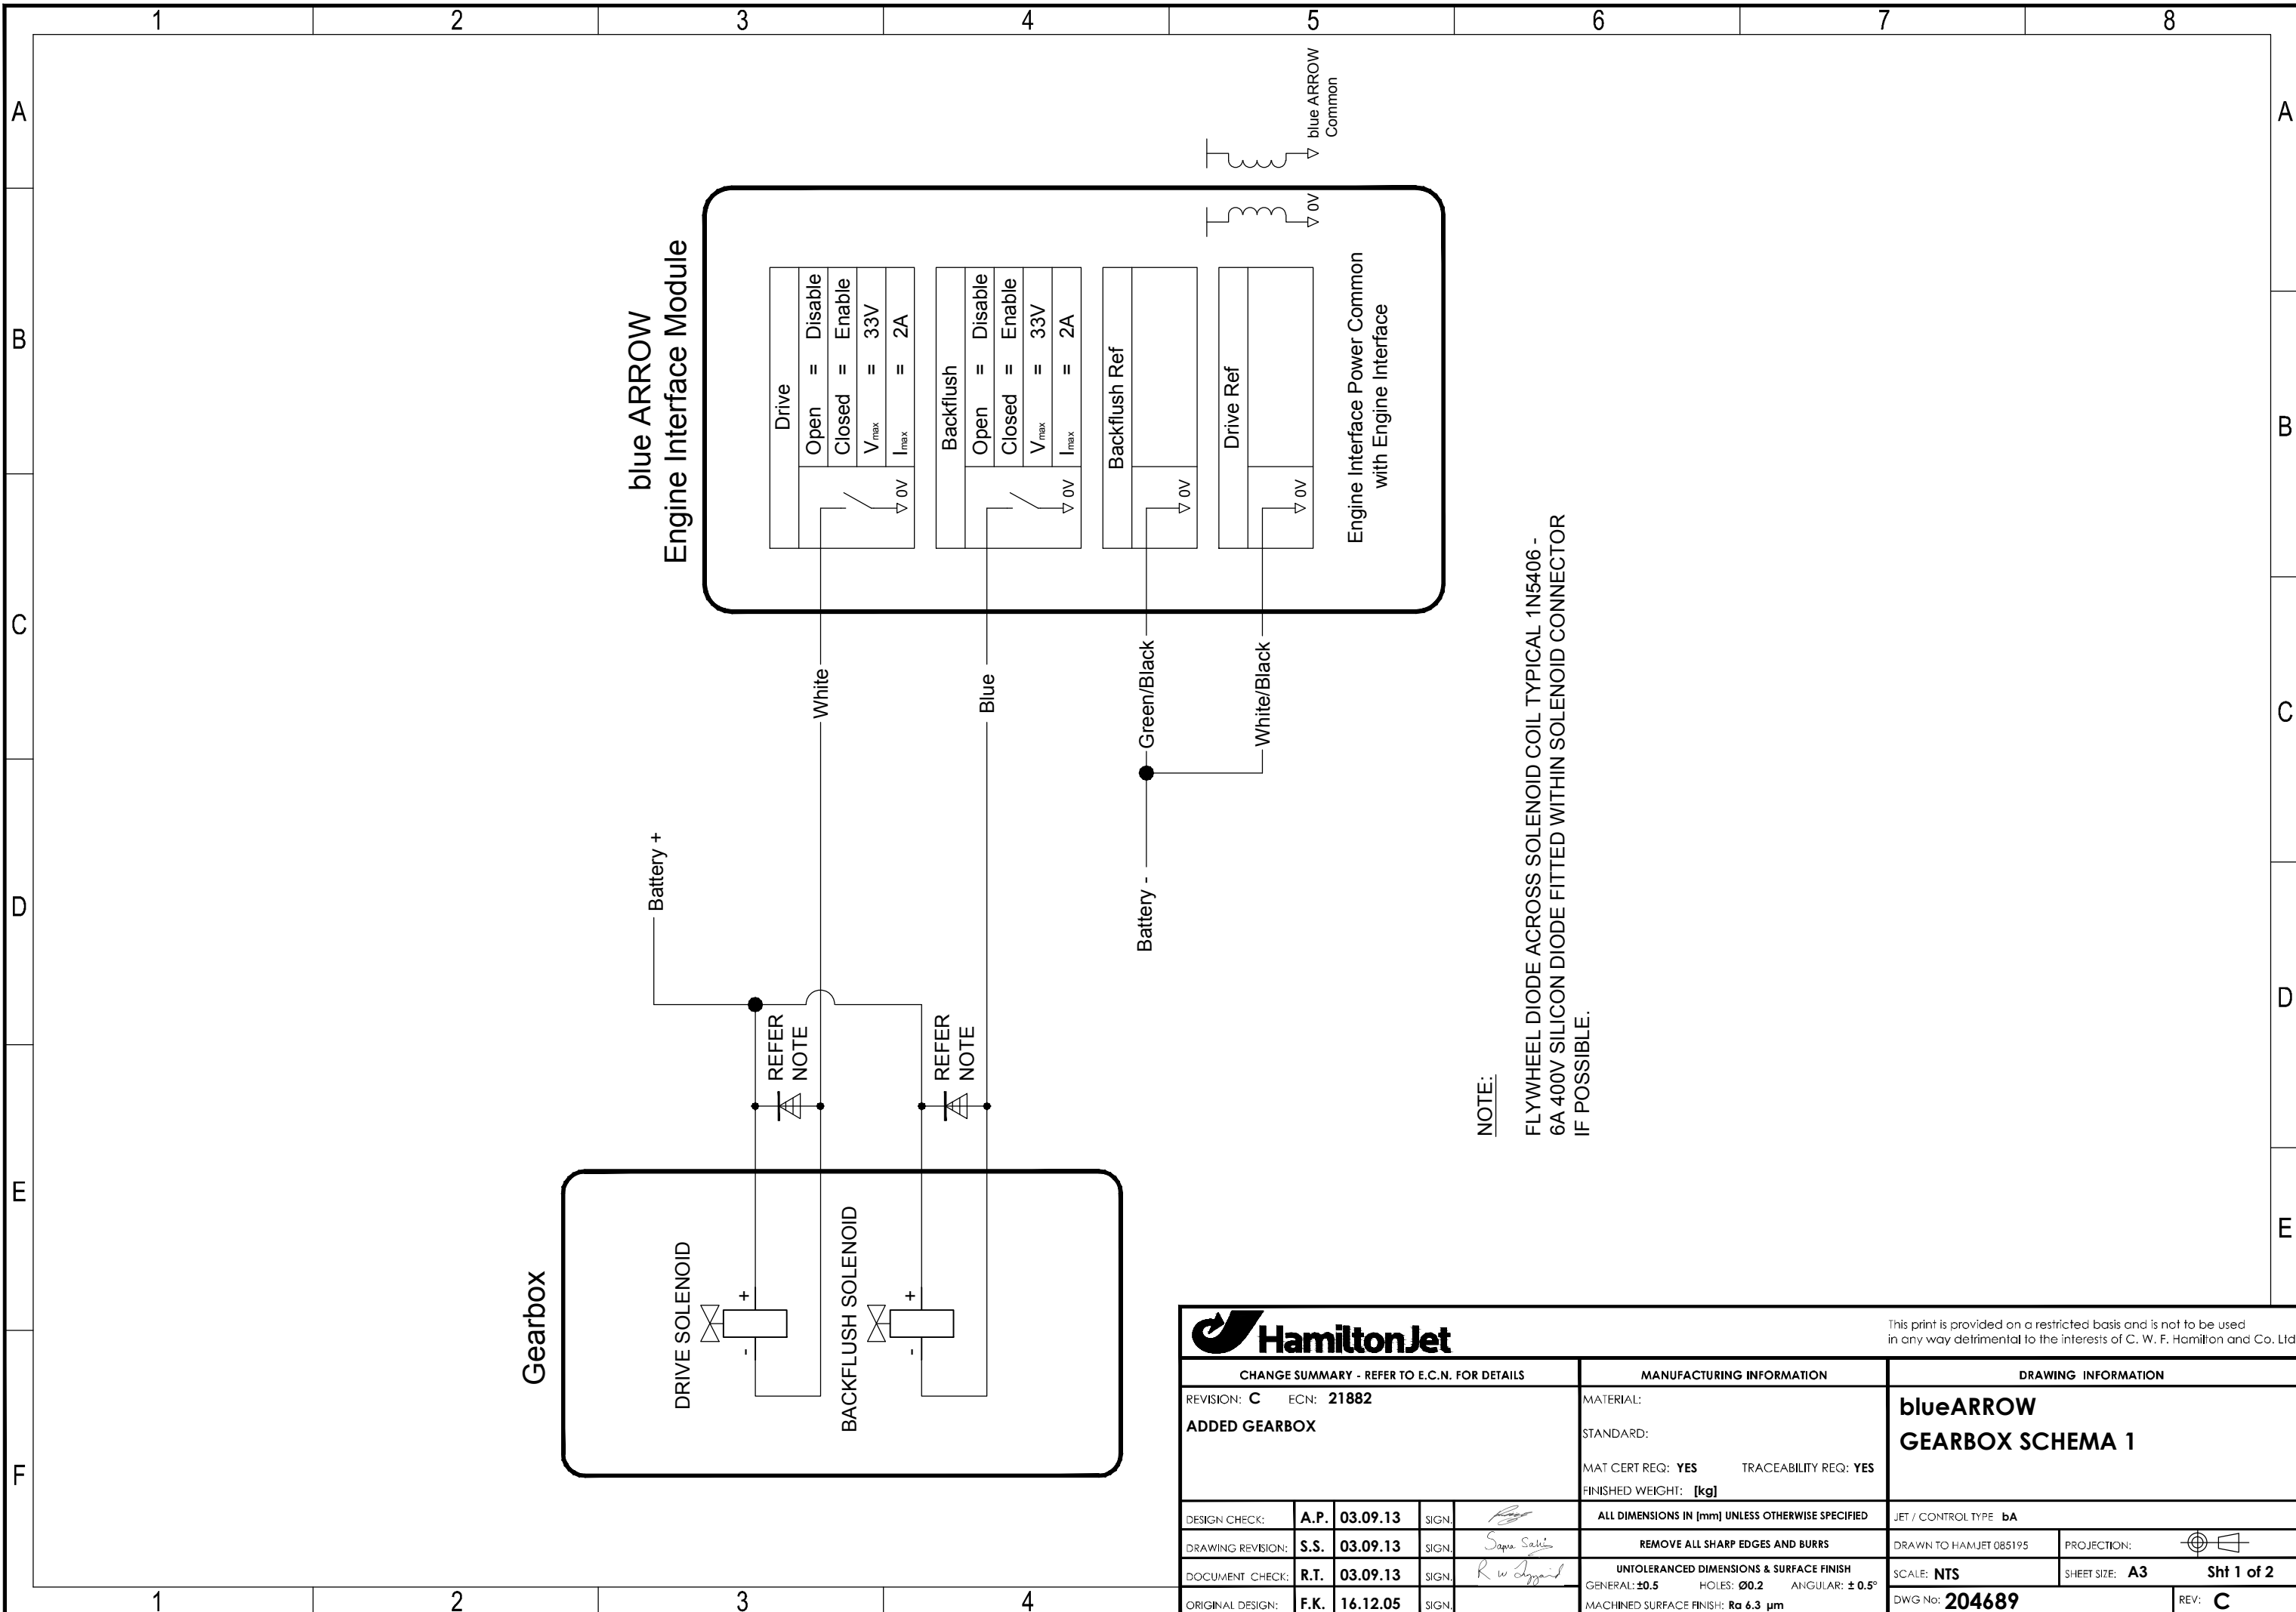 1 2 3 4 5 6 7 8
A
B
C
D
E
F
A
B
C
D
E
blue ARROW
Engine Interface Module
Drive
Open = Disable
Closed = Enable
Vmax = 33V
Imax = 2A
0V
Backflush
Open = Disable
Closed = Enable
Vmax = 33V
Imax = 2A
0V
Backflush Ref
0V
Drive Ref
0V
Engine Interface Power Common
with Engine Interface
0V
blue ARROW
Common
White
Blue
Green/Black
White/Black
Battery +
Battery -
REFER
NOTE
REFER
NOTE
Gearbox
DRIVE SOLENOID
+
-
BACKFLUSH SOLENOID
+
-
NOTE:
FLYWHEEL DIODE ACROSS SOLENOID COIL TYPICAL 1N5406 -
6A 400V SILICON DIODE FITTED WITHIN SOLENOID CONNECTOR
IF POSSIBLE.
HamiltonJet
This print is provided on a restricted basis and is not to be used
in any way detrimental to the interests of C. W. F. Hamilton and Co. Ltd
CHANGE SUMMARY - REFER TO E.C.N. FOR DETAILS
REVISION: C ECN: 21882
ADDED GEARBOX
MANUFACTURING INFORMATION
MATERIAL:
STANDARD:
MAT CERT REQ: YES TRACEABILITY REQ: YES
FINISHED WEIGHT: [kg]
DRAWING INFORMATION
blueARROW
GEARBOX SCHEMA 1
DESIGN CHECK: A.P. 03.09.13 SIGN.
DRAWING REVISION: S.S. 03.09.13 SIGN.
DOCUMENT CHECK: R.T. 03.09.13 SIGN.
ORIGINAL DESIGN: F.K. 16.12.05 SIGN.
ALL DIMENSIONS IN [mm] UNLESS OTHERWISE SPECIFIED
REMOVE ALL SHARP EDGES AND BURRS
UNTOLERANCED DIMENSIONS & SURFACE FINISH
GENERAL: ±0.5 HOLES: Ø0.2 ANGULAR: ± 0.5°
MACHINED SURFACE FINISH: Ra 6.3 µm
JET / CONTROL TYPE bA
DRAWN TO HAMJET 085195 PROJECTION:
SCALE: NTS SHEET SIZE: A3 Sht 1 of 2
DWG No: 204689 REV: C
1 2 3 4